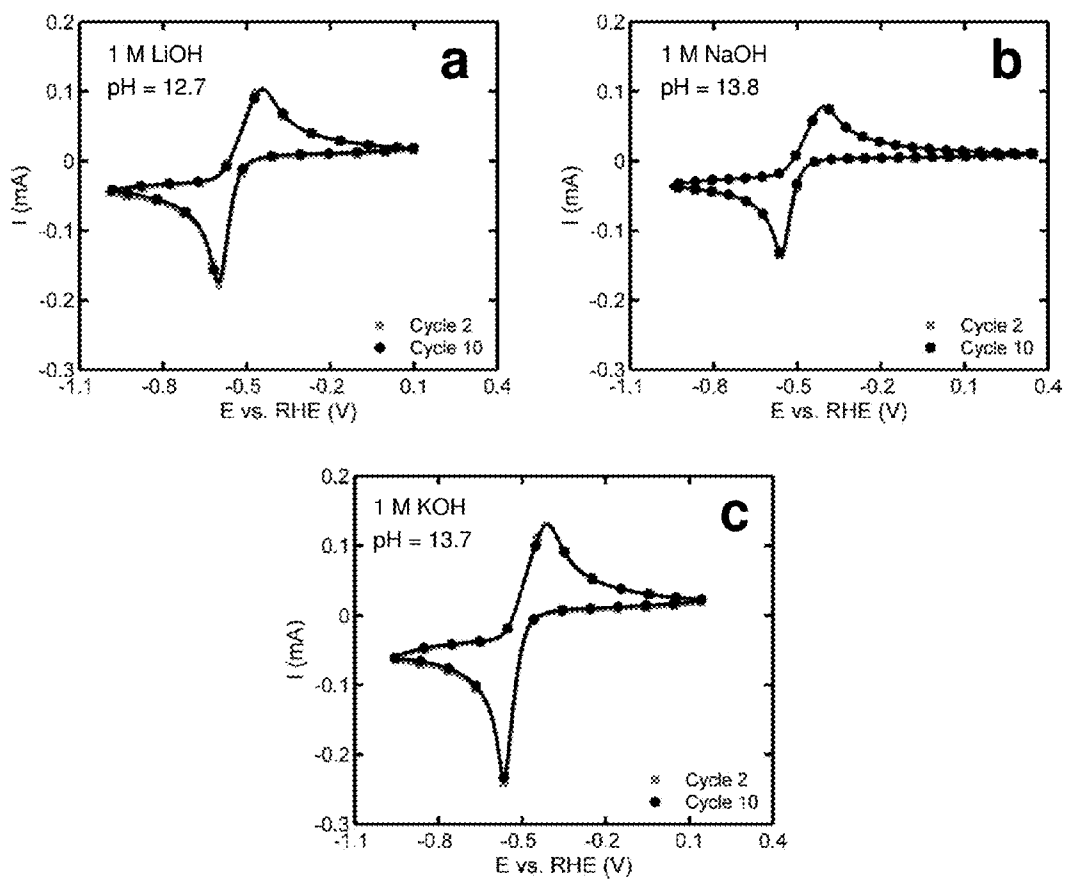 0.2
1 M LiOH
pH = 12.7
a
0.1
0
-0.1
-0.2
-0.3
I (mA)
Cycle 2
Cycle 10
-1.1 -0.8 -0.5 -0.2 0.1 0.4
E vs. RHE (V)
0.2
1 M NaOH
pH = 13.8
b
0.1
0
-0.1
-0.2
-0.3
I (mA)
Cycle 2
Cycle 10
-1.1 -0.8 -0.5 -0.2 0.1 0.4
E vs. RHE (V)
0.2
1 M KOH
pH = 13.7
c
0.1
0
-0.1
-0.2
-0.3
I (mA)
Cycle 2
Cycle 10
-1.1 -0.8 -0.5 -0.2 0.1 0.4
E vs. RHE (V)